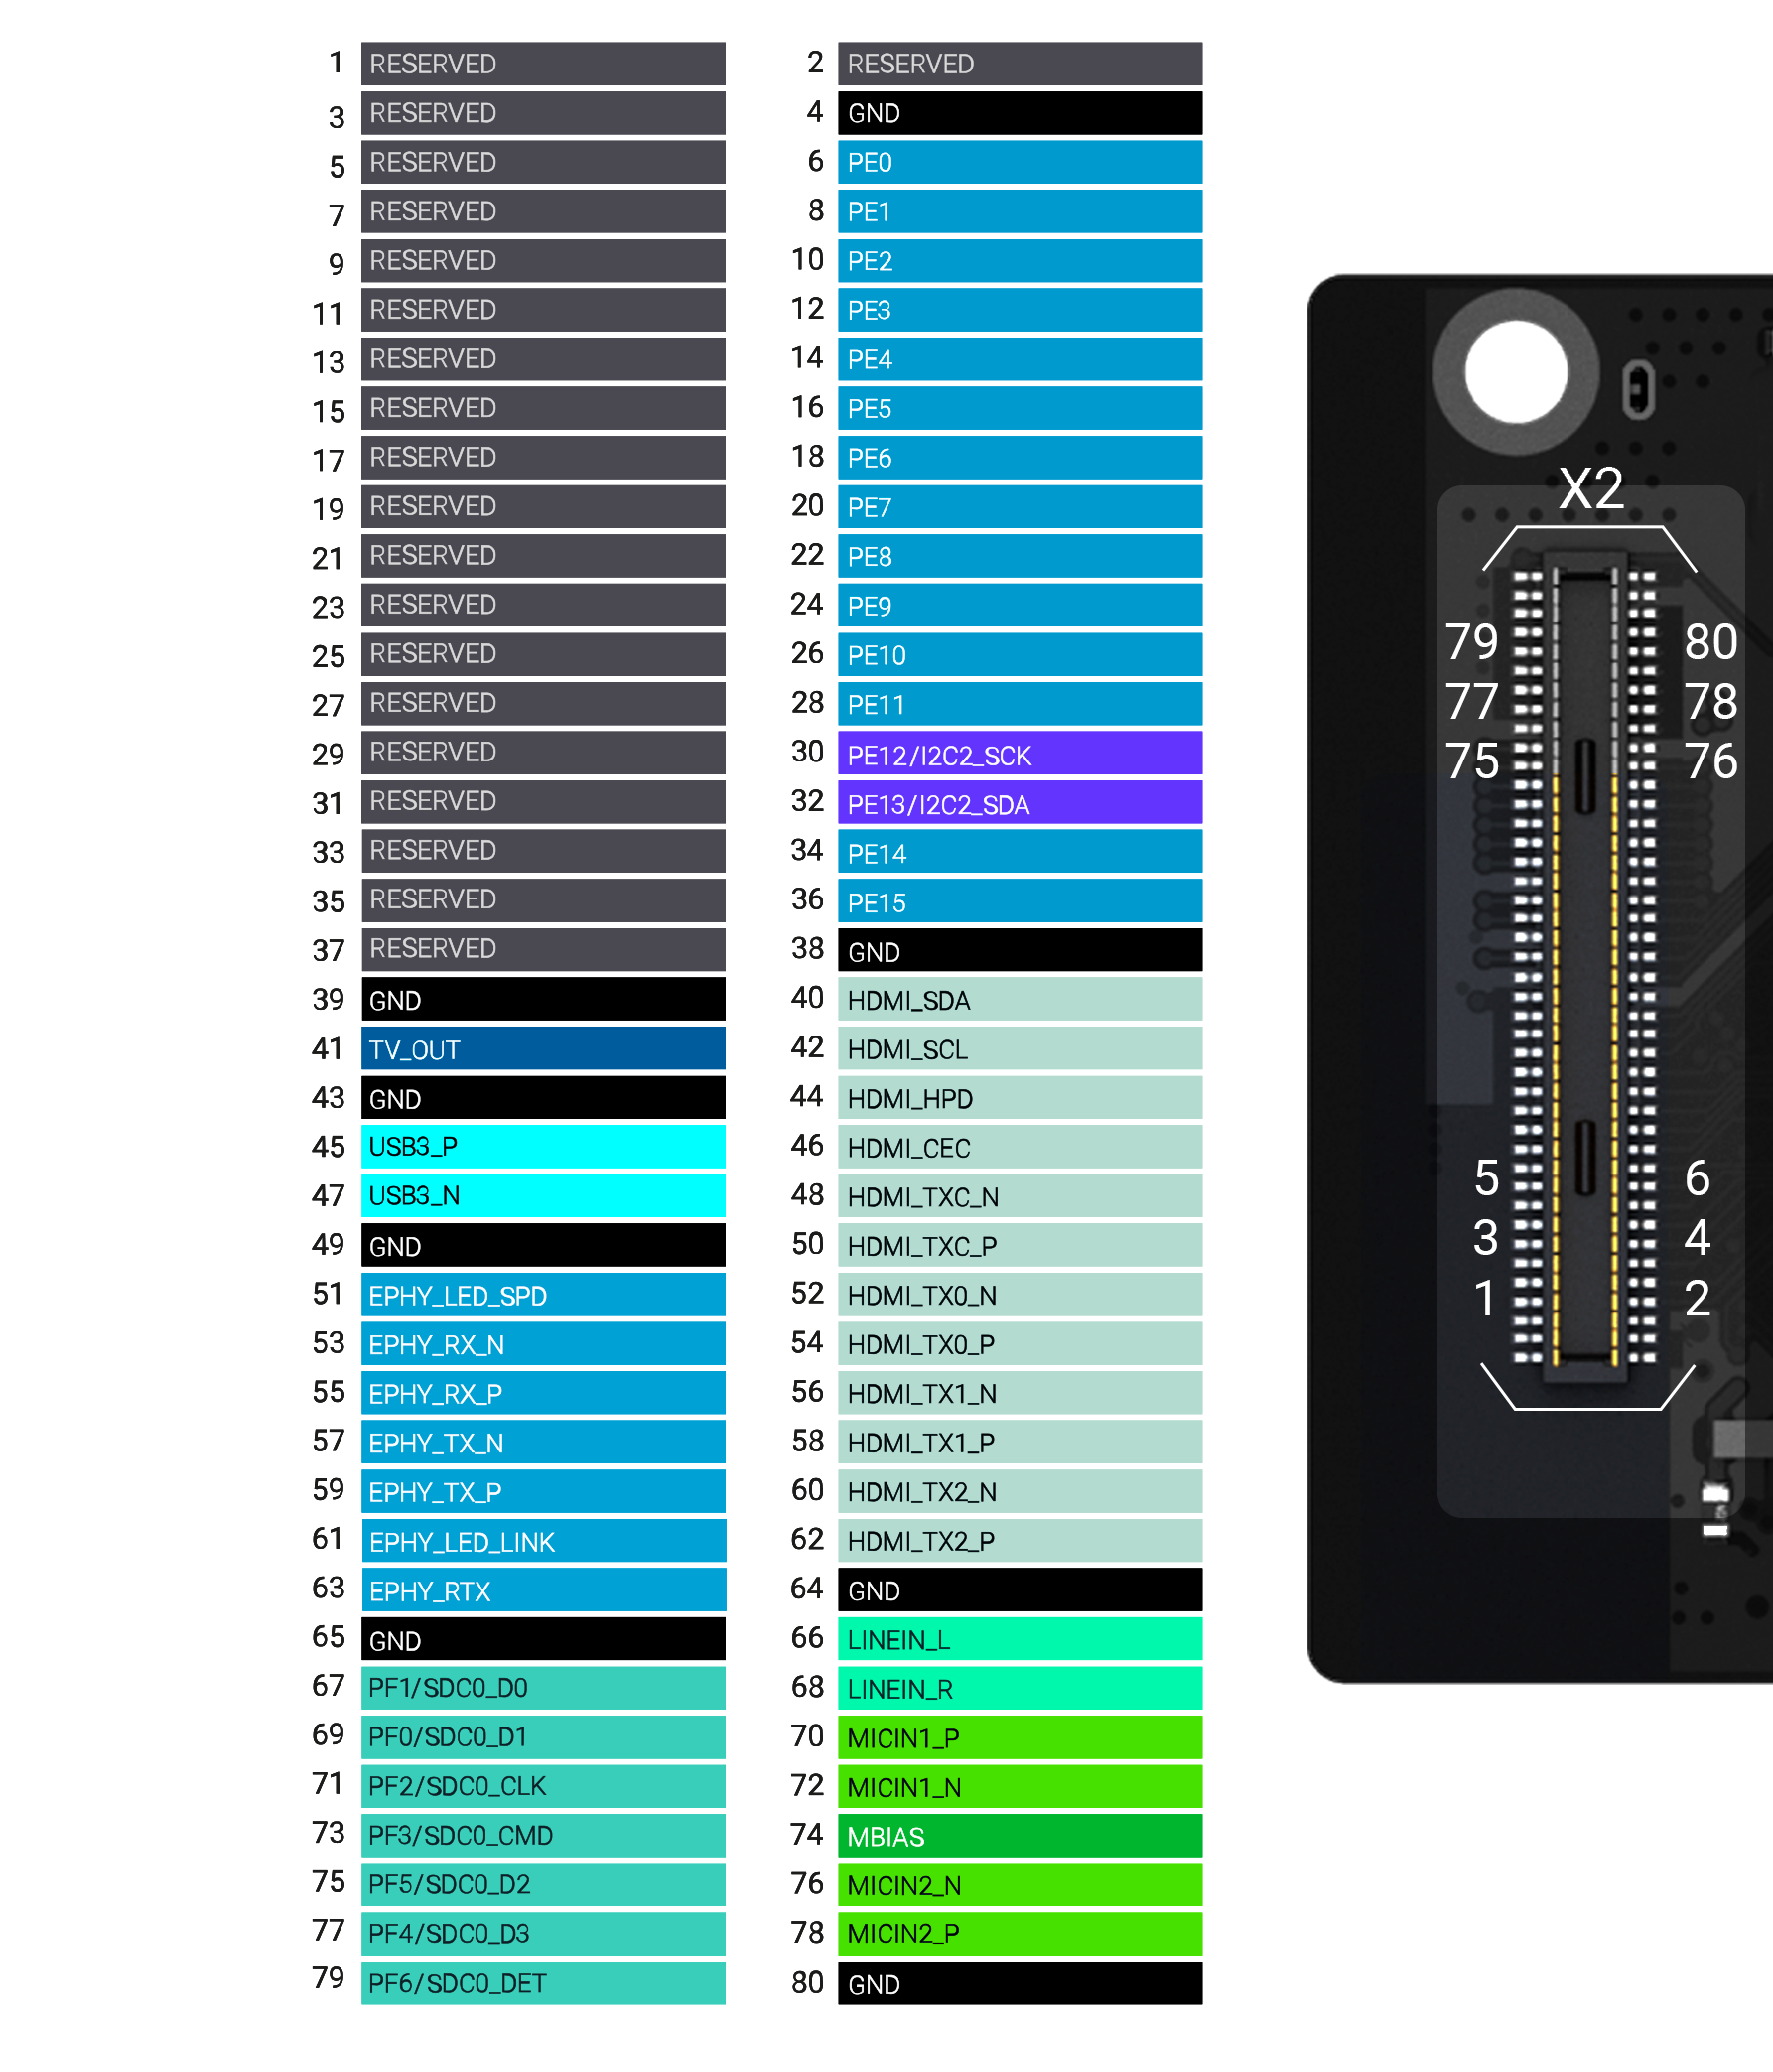 1 RESERVED 2 RESERVED
3 RESERVED 4 GND
5 RESERVED 6 PE0
7 RESERVED 8 PE1
9 RESERVED 10 PE2
11 RESERVED 12 PE3
13 RESERVED 14 PE4
15 RESERVED 16 PE5
17 RESERVED 18 PE6
19 RESERVED 20 PE7
21 RESERVED 22 PE8
23 RESERVED 24 PE9
25 RESERVED 26 PE10
27 RESERVED 28 PE11
29 RESERVED 30 PE12/I2C2_SCK
31 RESERVED 32 PE13/I2C2_SDA
33 RESERVED 34 PE14
35 RESERVED 36 PE15
37 RESERVED 38 GND
39 GND 40 HDMI_SDA
41 TV_OUT 42 HDMI_SCL
43 GND 44 HDMI_HPD
45 USB3_P 46 HDMI_CEC
47 USB3_N 48 HDMI_TXC_N
49 GND 50 HDMI_TXC_P
51 EPHY_LED_SPD 52 HDMI_TX0_N
53 EPHY_RX_N 54 HDMI_TX0_P
55 EPHY_RX_P 56 HDMI_TX1_N
57 EPHY_TX_N 58 HDMI_TX1_P
59 EPHY_TX_P 60 HDMI_TX2_N
61 EPHY_LED_LINK 62 HDMI_TX2_P
63 EPHY_RTX 64 GND
65 GND 66 LINEIN_L
67 PF1/SDC0_D0 68 LINEIN_R
69 PF0/SDC0_D1 70 MICIN1_P
71 PF2/SDC0_CLK 72 MICIN1_N
73 PF3/SDC0_CMD 74 MBIAS
75 PF5/SDC0_D2 76 MICIN2_N
77 PF4/SDC0_D3 78 MICIN2_P
79 PF6/SDC0_DET 80 GND
X2
79 80
77 78
75 76
5 6
3 4
1 2